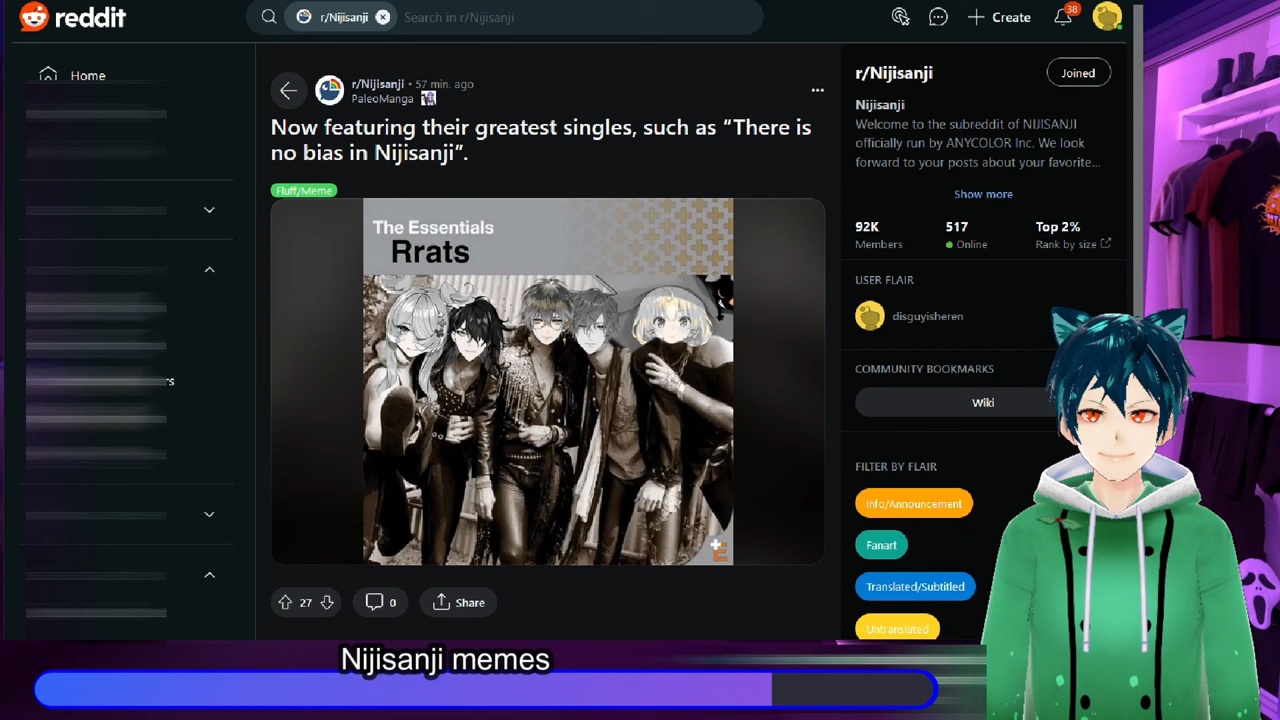 reddit
r/Nijisanji
Search in r/Nijisanji
Create
38
Home
rs
r/Nijisanji • 57 min. ago
PaleoManga
Now featuring their greatest singles, such as “There is
no bias in Nijisanji”.
Fluff/Meme
The Essentials
Rrats
E
27
0
Share
r/Nijisanji
Joined
Nijisanji
Welcome to the subreddit of NIJISANJI
officially run by ANYCOLOR Inc. We look
forward to your posts about your favorite...
Show more
92K
517
Top 2%
Members
Online
Rank by size
USER FLAIR
disguyisheren
COMMUNITY BOOKMARKS
Wiki
FILTER BY FLAIR
Info/Announcement
Fanart
Translated/Subtitled
Untranslated
Nijisanji memes